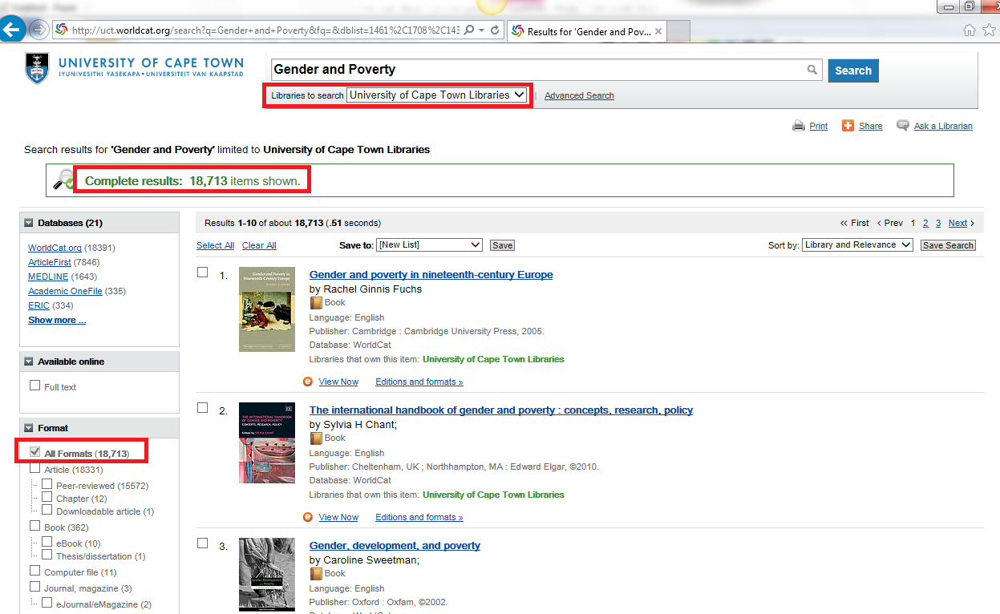 http://uct.worldcat.org/search?q=Gender+and+Poverty&fq=&dblist=1461%2C1708%2C143
Results for 'Gender and Pov...
UNIVERSITY OF CAPE TOWN
IYUNIVESITHI YASEKAPA • UNIVERSITEIT VAN KAAPSTAD
Gender and Poverty
Search
Libraries to search University of Cape Town Libraries | Advanced Search
Print Share Ask a Librarian
Search results for 'Gender and Poverty' limited to University of Cape Town Libraries
Complete results: 18,713 items shown.
Databases (21)
WorldCat.org (18391)
ArticleFirst (7846)
MEDLINE (1643)
Academic OneFile (335)
ERIC (334)
Show more ...
Available online
Full text
Format
All Formats (18,713)
Article (18331)
Peer-reviewed (15572)
Chapter (12)
Downloadable article (1)
Book (362)
eBook (10)
Thesis/dissertation (1)
Computer file (11)
Journal, magazine (3)
eJournal/eMagazine (2)
Results 1-10 of about 18,713 (.51 seconds)
« First ‹ Prev 1 2 3 Next ›
Select All Clear All
Save to: [New List] Save
Sort by: Library and Relevance Save Search
1.
Gender and poverty in nineteenth-century Europe
by Rachel Ginnis Fuchs
Book
Language: English
Publisher: Cambridge : Cambridge University Press, 2005.
Database: WorldCat
Libraries that own this item: University of Cape Town Libraries
View Now Editions and formats »
2.
The international handbook of gender and poverty : concepts, research, policy
by Sylvia H Chant;
Book
Language: English
Publisher: Cheltenham, UK ; Northhampton, MA : Edward Elgar, ©2010.
Database: WorldCat
Libraries that own this item: University of Cape Town Libraries
View Now Editions and formats »
3.
Gender, development, and poverty
by Caroline Sweetman;
Book
Language: English
Publisher: Oxford : Oxfam, ©2002.